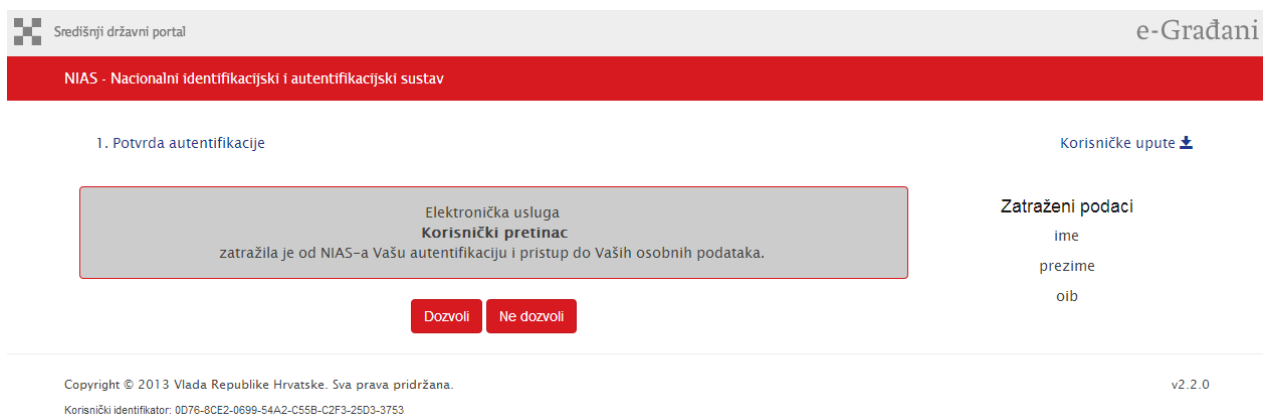 Središnji državni portal
e-Građani
NIAS - Nacionalni identifikacijski i autentifikacijski sustav
1. Potvrda autentifikacije
Korisničke upute
Elektronička usluga
Korisnički pretinac
zatražila je od NIAS-a Vašu autentifikaciju i pristup do Vaših osobnih podataka.
Dozvoli
Ne dozvoli
Zatraženi podaci
ime
prezime
oib
Copyright © 2013 Vlada Republike Hrvatske. Sva prava pridržana.
v2.2.0
Korisnički identifikator: 0D76-8CE2-0699-54A2-C55B-C2F3-25D3-3753